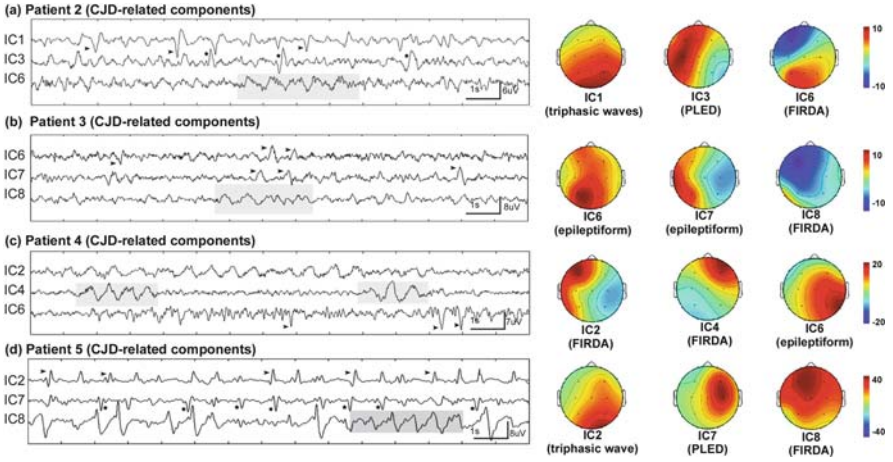 (a) Patient 2 (CJD-related components)
IC1
IC3
IC6
1s
6uV
IC1
(triphasic waves)
IC3
(PLED)
IC6
(FIRDA)
10
-10
(b) Patient 3 (CJD-related components)
IC6
IC7
IC8
1s
8uV
IC6
(epileptiform)
IC7
(epileptiform)
IC8
(FIRDA)
10
-10
(c) Patient 4 (CJD-related components)
IC2
IC4
IC6
1s
7uV
IC2
(FIRDA)
IC4
(FIRDA)
IC6
(epileptiform)
20
20
(d) Patient 5 (CJD-related components)
IC2
IC7
IC8
1s
8uV
IC2
(triphasic wave)
IC7
(PLED)
IC8
(FIRDA)
40
-40